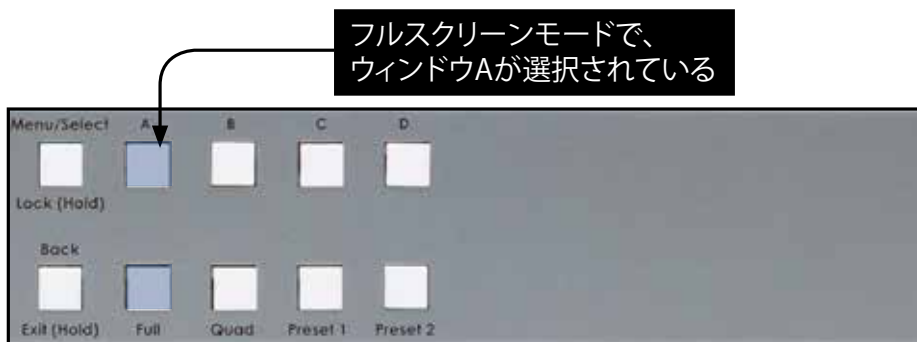 フルスクリーンモードで、
ウィンドウAが選択されている
Menu/Select A B C D
Lock (Hold)
Back
Exit (Hold) Full Quad Preset 1 Preset 2